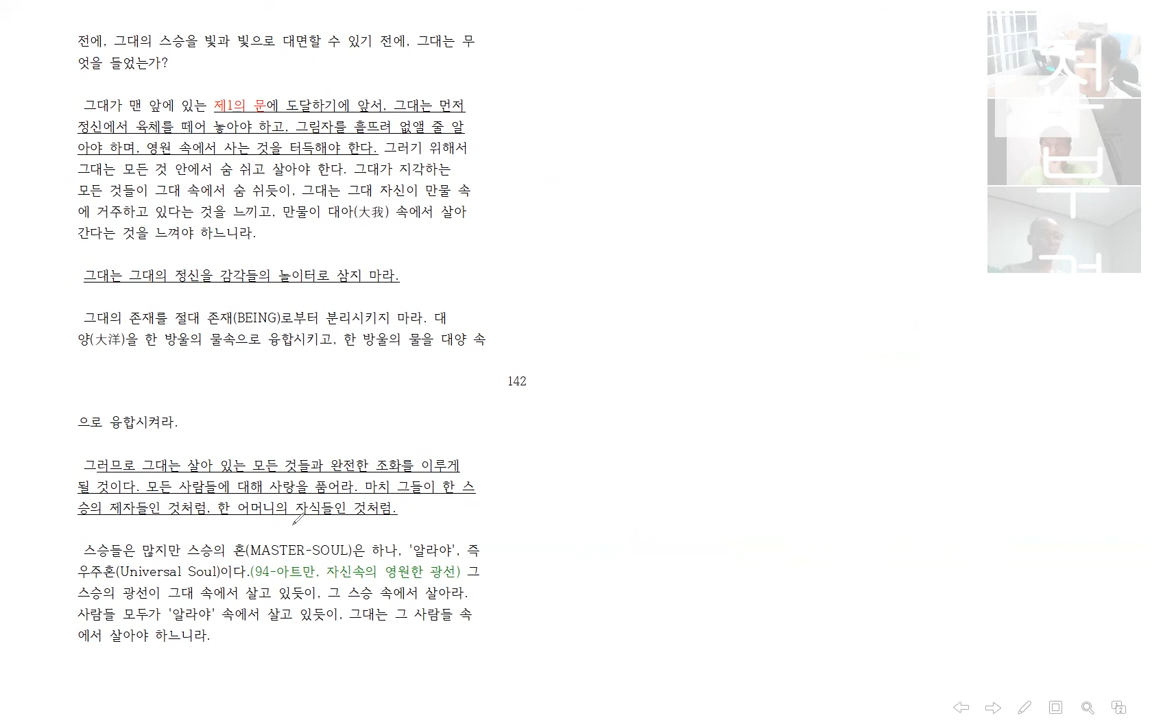 전에, 그대의 스승을 빛과 빛으로 대면할 수 있기 전에, 그대는 무
엇을 들었는가?
그대가 맨 앞에 있는 제1의 문에 도달하기에 앞서, 그대는 먼저
정신에서 육체를 떼어 놓아야 하고, 그림자를 흩뜨려 없앨 줄 알
아야 하며, 영원 속에서 사는 것을 터득해야 한다. 그러기 위해서
그대는 모든 것 안에서 숨 쉬고 살아야 한다. 그대가 지각하는
모든 것들이 그대 속에서 숨 쉬듯이, 그대는 그대 자신이 만물 속
에 거주하고 있다는 것을 느끼고, 만물이 대아(大我) 속에서 살아
간다는 것을 느껴야 하느니라.
그대는 그대의 정신을 감각들의 놀이터로 삼지 마라.
그대의 존재를 절대 존재(BEING)로부터 분리시키지 마라. 대
양(大洋)을 한 방울의 물속으로 융합시키고, 한 방울의 물을 대양 속
142
으로 융합시켜라.
그러므로 그대는 살아 있는 모든 것들과 완전한 조화를 이루게
될 것이다. 모든 사람들에 대해 사랑을 품어라. 마치 그들이 한 스
승의 제자들인 것처럼, 한 어머니의 자식들인 것처럼.
스승들은 많지만 스승의 혼(MASTER-SOUL)은 하나, '알라야', 즉
우주혼(Universal Soul)이다.(94-아트만, 자신속의 영원한 광선) 그
스승의 광선이 그대 속에서 살고 있듯이, 그 스승 속에서 살아라.
사람들 모두가 '알라야' 속에서 살고 있듯이, 그대는 그 사람들 속
에서 살아야 하느니라.